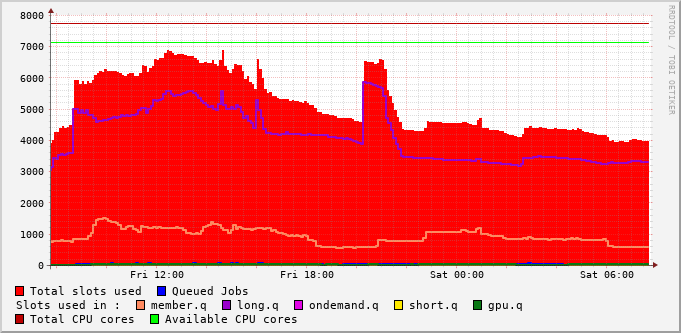 8000
7000
6000
5000
4000
3000
2000
1000
0
Fri 12:00 Fri 18:00 Sat 00:00 Sat 06:00
RRDTOOL / TOBI OETIKER
Total slots used Queued Jobs
Slots used in : member.q long.q ondemand.q short.q gpu.q
Total CPU cores Available CPU cores